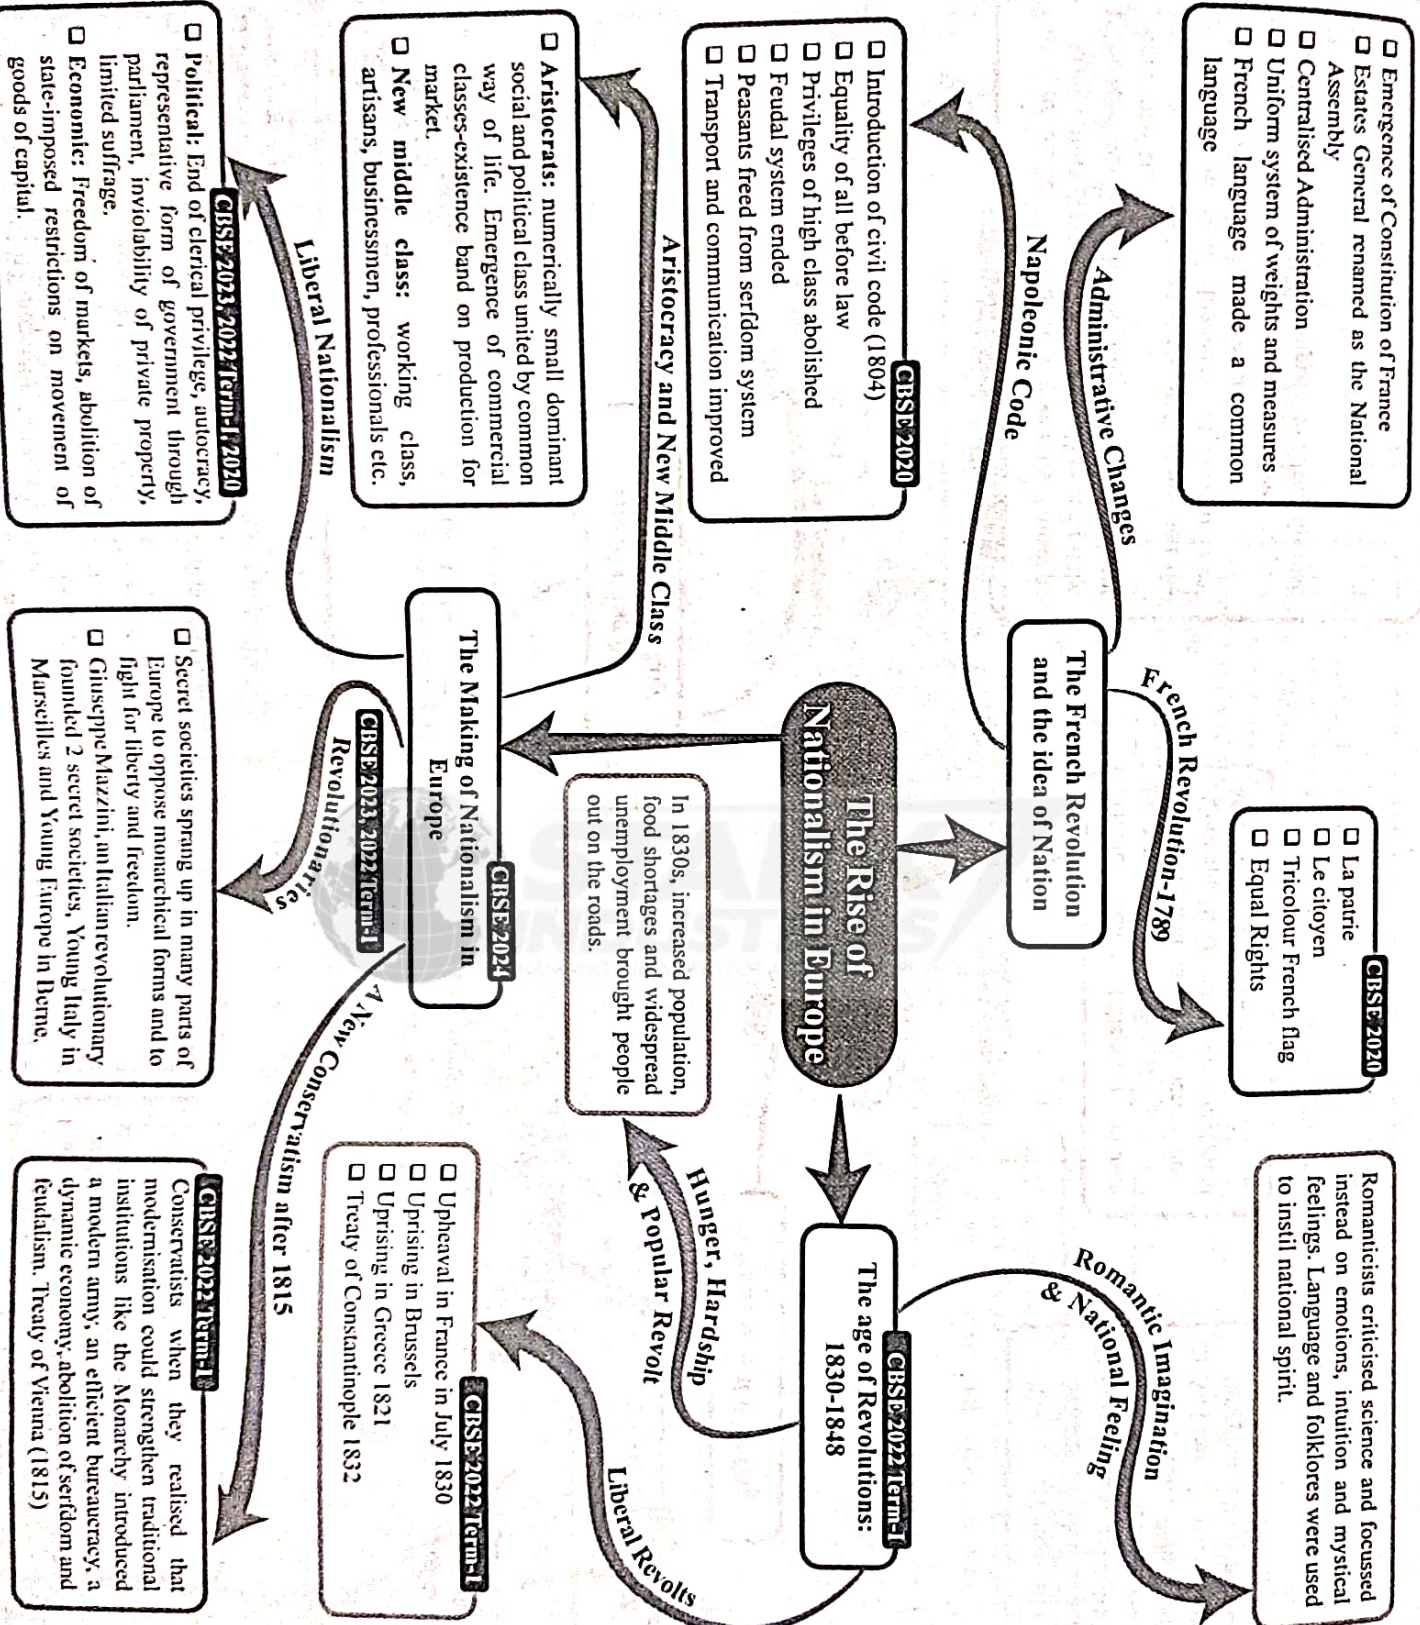 The Rise of
Nationalism in Europe
The French Revolution
and the idea of Nation
Administrative Changes
☐ Emergence of Constitution of France
☐ Estates General renamed as the National
Assembly
☐ Centralised Administration
☐ Uniform system of weights and measures
☐ French language made a common
language
French Revolution-1789
CBSE 2020
☐ La patrie
☐ Le citoyen
☐ Tricolour French flag
☐ Equal Rights
Napoleonic Code
CBSE 2020
☐ Introduction of civil code (1804)
☐ Equality of all before law
☐ Privileges of high class abolished
☐ Feudal system ended
☐ Peasants freed from serfdom system
☐ Transport and communication improved
CBSE 2022 Term-I
The age of Revolutions:
1830-1848
Romantic Imagination
& National Feeling
Romanticists criticised science and focussed
instead on emotions, intuition and mystical
feelings. Language and folklores were used
to instil national spirit.
Hunger, Hardship
& Popular Revolt
In 1830s, increased population,
food shortages and widespread
unemployment brought people
out on the roads.
Liberal Revolts
CBSE 2022 Term-I
☐ Upheaval in France in July 1830
☐ Uprising in Brussels
☐ Uprising in Greece 1821
☐ Treaty of Constantinople 1832
CBSE 2024
The Making of Nationalism in
Europe
Aristocracy and New Middle Class
☐ Aristocrats: numerically small dominant
social and political class united by common
way of life. Emergence of commercial
classes-existence band on production for
market.
☐ New middle class: working class,
artisans, businessmen, professionals etc.
Liberal Nationalism
CBSE 2023, 2022 Term-I, 2020
☐ Political: End of clerical privilege, autocracy,
representative form of government through
parliament, inviolability of private property,
limited suffrage.
☐ Economic: Freedom of markets, abolition of
state-imposed restrictions on movement of
goods of capital.
CBSE 2023, 2022 Term-I
Revolutionaries
☐ Secret societies sprang up in many parts of
Europe to oppose monarchical forms and to
fight for liberty and freedom.
☐ Giuseppe Mazzini, an Italian revolutionary
founded 2 secret societies, Young Italy in
Marseilles and Young Europe in Berne.
A New Conservatism after 1815
CBSE 2022 Term-I
Conservatists when they realised that
modernisation could strengthen traditional
institutions like the Monarchy introduced
a modern army, an efficient bureaucracy, a
dynamic economy, abolition of serfdom and
feudalism. Treaty of Vienna (1815)
STARK
INDUSTRIES